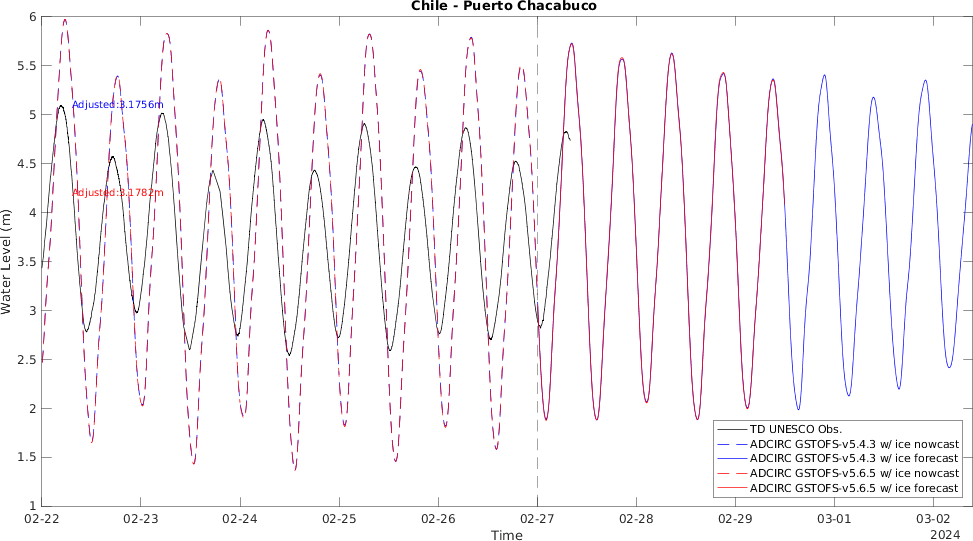 Chile - Puerto Chacabuco
Water Level (m)
6
5.5
5
4.5
4
3.5
3
2.5
2
1.5
1
Adjusted:3.1756m
Adjusted:3.1782m
TD UNESCO Obs.
ADCIRC GSTOFS-v5.4.3 w/ ice nowcast
ADCIRC GSTOFS-v5.4.3 w/ ice forecast
ADCIRC GSTOFS-v5.6.5 w/ ice nowcast
ADCIRC GSTOFS-v5.6.5 w/ ice forecast
02-22 02-23 02-24 02-25 02-26 02-27 02-28 02-29 03-01 03-02
Time
2024